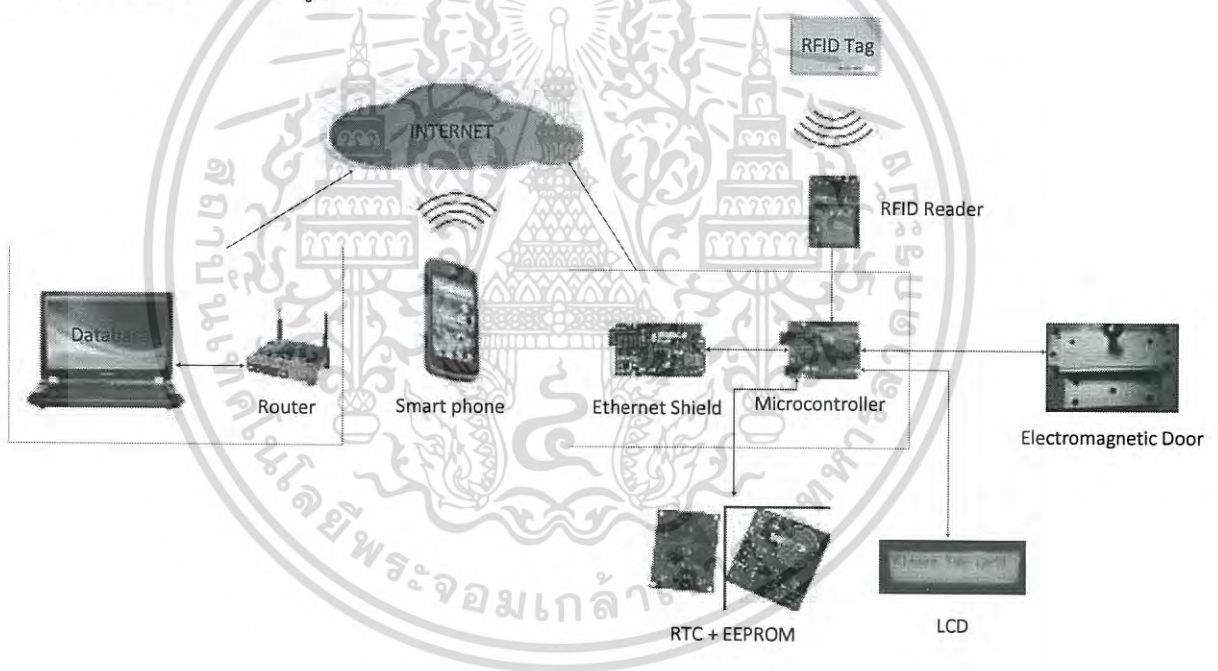 RFID Tag
INTERNET
RFID Reader
Database
Router
Smart phone
Ethernet Shield
Microcontroller
Electromagnetic Door
RTC + EEPROM
LCD